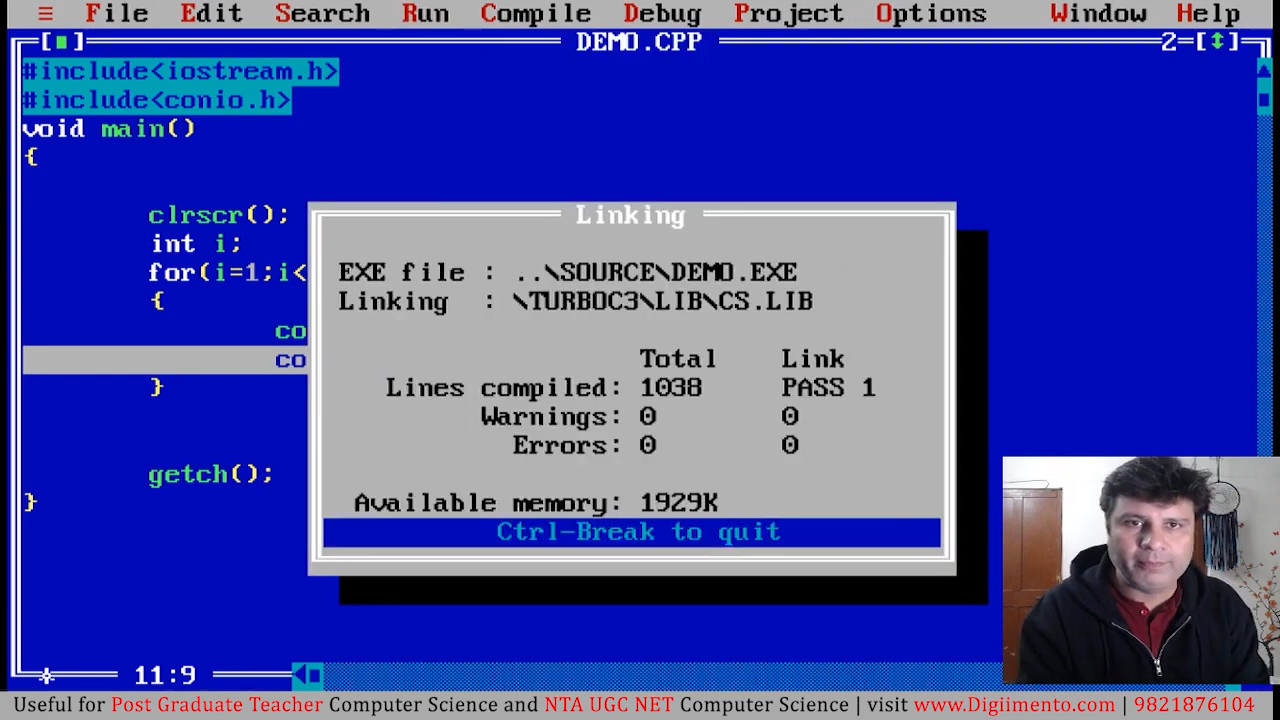 ≡ File Edit Search Run Compile Debug Project Options Window Help
[■] DEMO.CPP 2=[↕]
#include<iostream.h>
#include<conio.h>
void main()
{
clrscr();
int i;
for(i=1;i<
{
co
co
}
getch();
}
Linking
EXE file : ..\SOURCE\DEMO.EXE
Linking : \TURBOC3\LIB\CS.LIB
Total Link
Lines compiled: 1038 PASS 1
Warnings: 0 0
Errors: 0 0
Available memory: 1929K
Ctrl-Break to quit
11:9
Useful for Post Graduate Teacher Computer Science and NTA UGC NET Computer Science | visit www.Digiimento.com | 9821876104